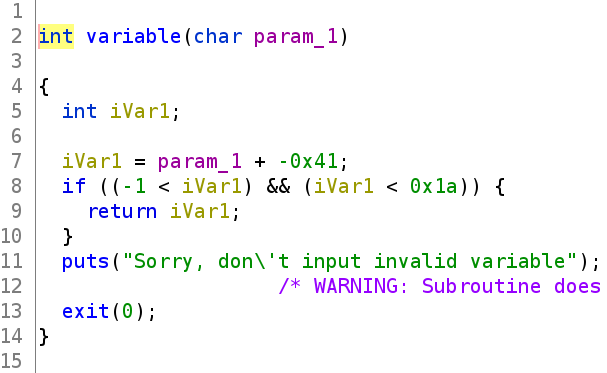 1
2 int variable(char param_1)
3
4 {
5   int iVar1;
6
7   iVar1 = param_1 + -0x41;
8   if ((-1 < iVar1) && (iVar1 < 0x1a)) {
9     return iVar1;
10   }
11   puts("Sorry, don\'t input invalid variable");
12                     /* WARNING: Subroutine does
13   exit(0);
14 }
15